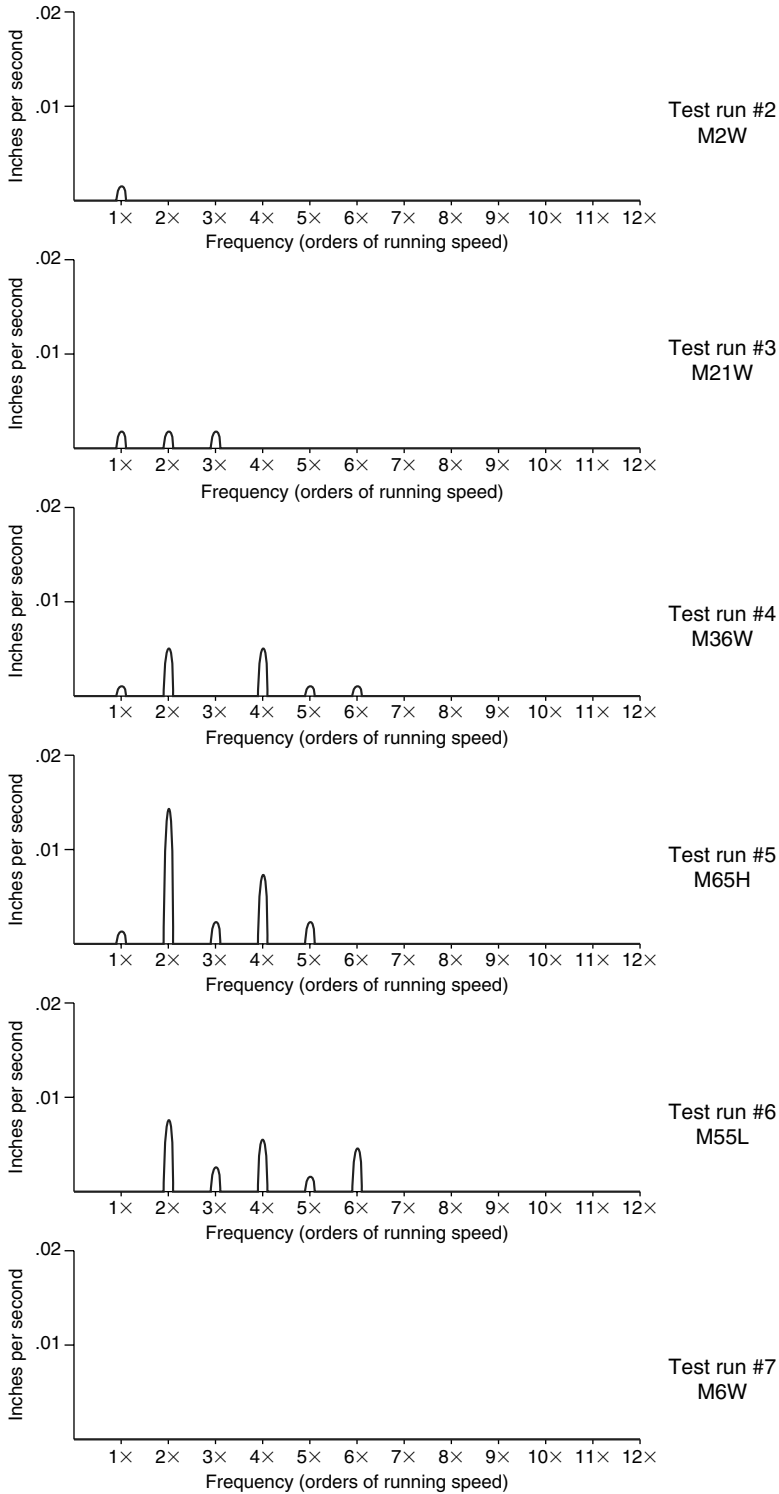 .02
.01
Inches per second
1× 2× 3× 4× 5× 6× 7× 8× 9× 10× 11× 12×
Frequency (orders of running speed)
Test run #2
M2W
.02
.01
Inches per second
1× 2× 3× 4× 5× 6× 7× 8× 9× 10× 11× 12×
Frequency (orders of running speed)
Test run #3
M21W
.02
.01
Inches per second
1× 2× 3× 4× 5× 6× 7× 8× 9× 10× 11× 12×
Frequency (orders of running speed)
Test run #4
M36W
.02
.01
Inches per second
1× 2× 3× 4× 5× 6× 7× 8× 9× 10× 11× 12×
Frequency (orders of running speed)
Test run #5
M65H
.02
.01
Inches per second
1× 2× 3× 4× 5× 6× 7× 8× 9× 10× 11× 12×
Frequency (orders of running speed)
Test run #6
M55L
.02
.01
Inches per second
1× 2× 3× 4× 5× 6× 7× 8× 9× 10× 11× 12×
Frequency (orders of running speed)
Test run #7
M6W